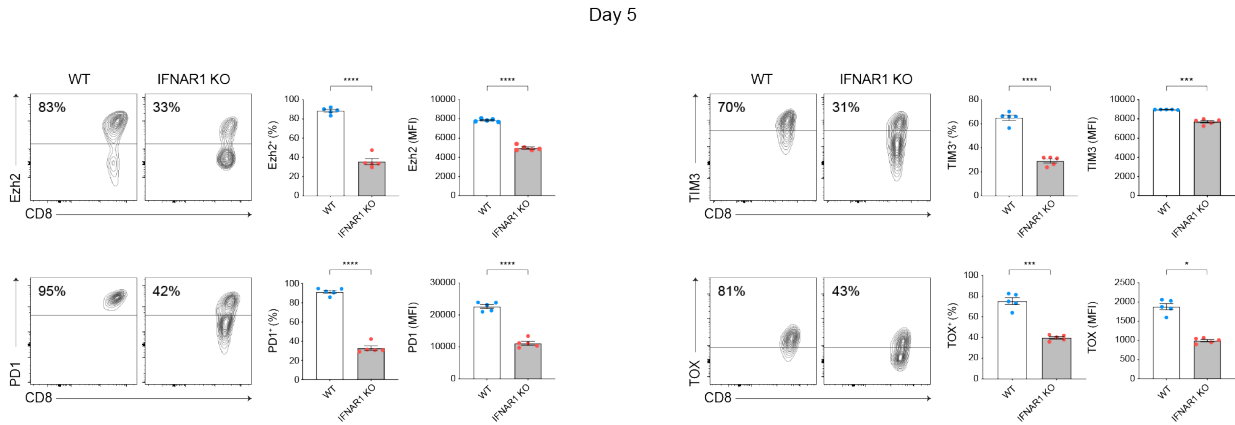 Day 5
WT
IFNAR1 KO
83%
33%
Ezh2
CD8
****
Ezh2⁺ (%)
100
80
60
40
20
0
WT
IFNAR1 KO
****
Ezh2 (MFI)
10000
8000
6000
4000
2000
0
WT
IFNAR1 KO
WT
IFNAR1 KO
70%
31%
TIM3
CD8
****
TIM3⁺ (%)
80
60
40
20
0
WT
IFNAR1 KO
***
TIM3 (MFI)
10000
8000
6000
4000
2000
0
WT
IFNAR1 KO
95%
42%
PD1
CD8
****
PD1⁺ (%)
100
80
60
40
20
0
WT
IFNAR1 KO
****
PD1 (MFI)
30000
20000
10000
0
WT
IFNAR1 KO
81%
43%
TOX
CD8
***
TOX⁺ (%)
100
80
60
40
20
0
WT
IFNAR1 KO
*
TOX (MFI)
2500
2000
1500
1000
500
0
WT
IFNAR1 KO